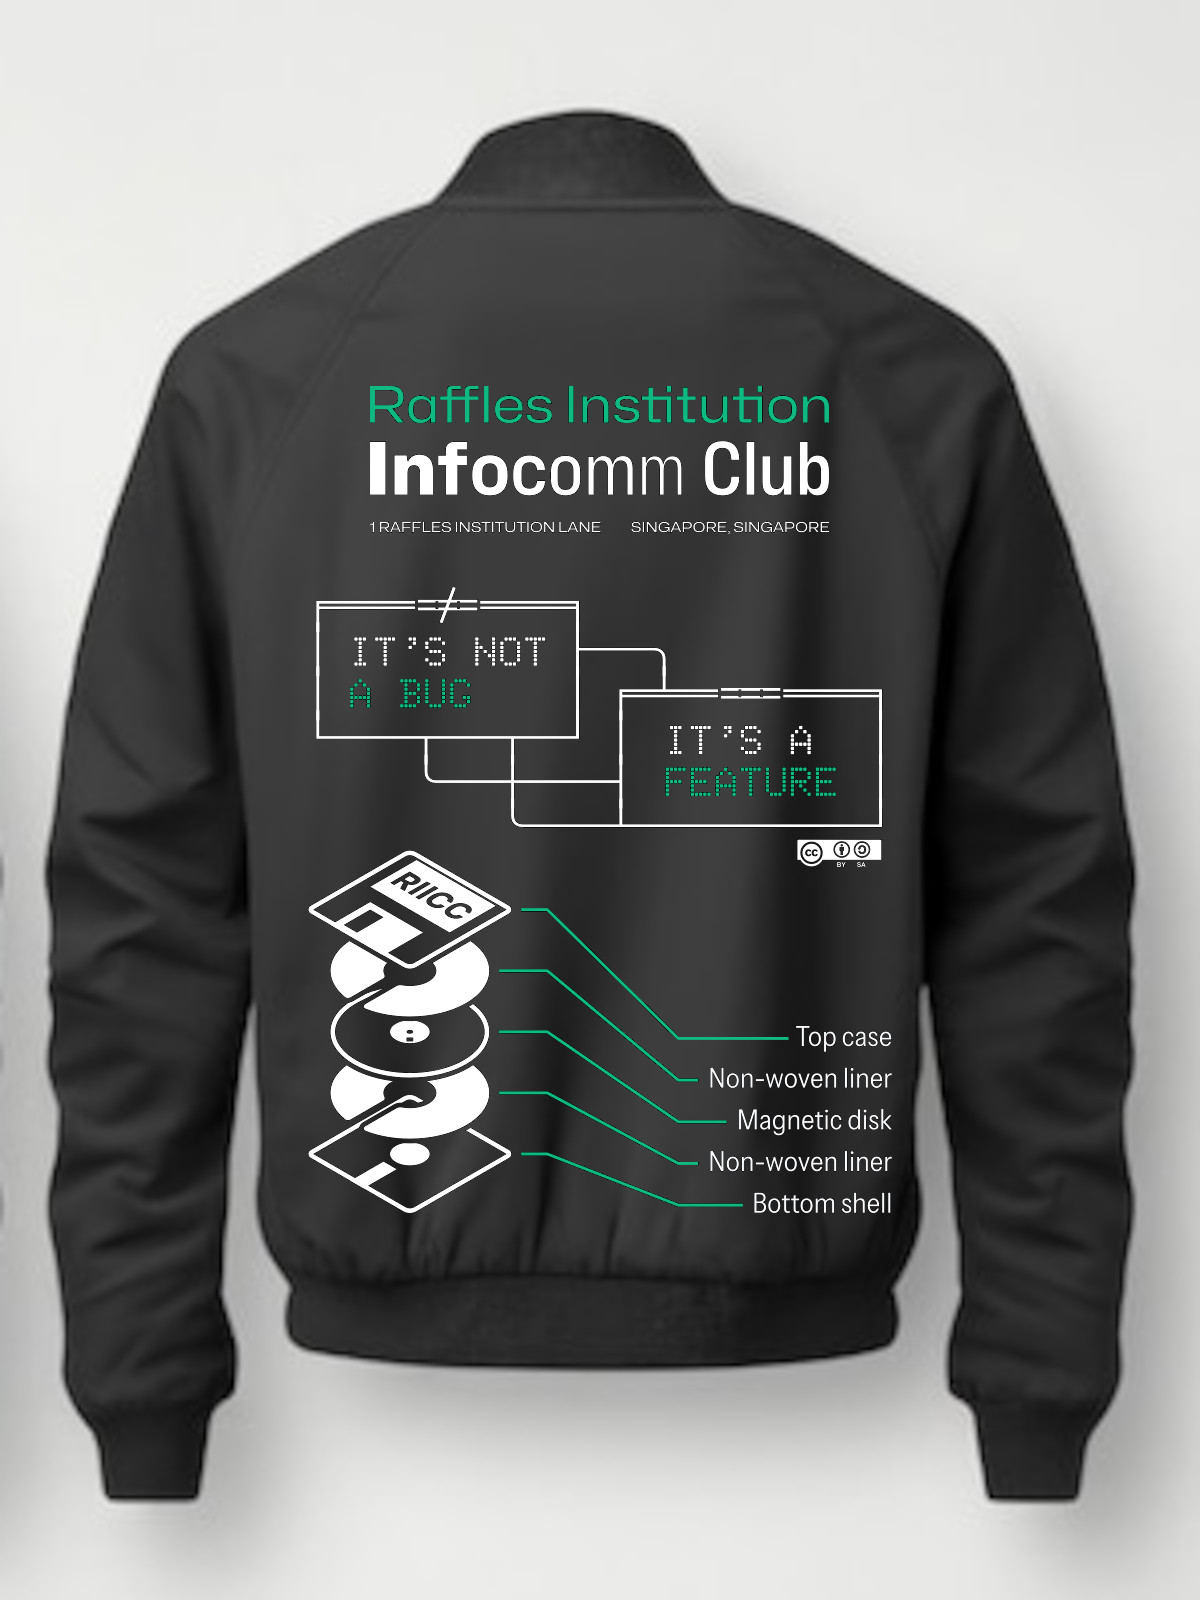 Raffles Institution
Infocomm Club
1 RAFFLES INSTITUTION LANE SINGAPORE, SINGAPORE
IT'S NOT
A BUG
IT'S A
FEATURE
cc
BY SA
RIICC
Top case
Non-woven liner
Magnetic disk
Non-woven liner
Bottom shell